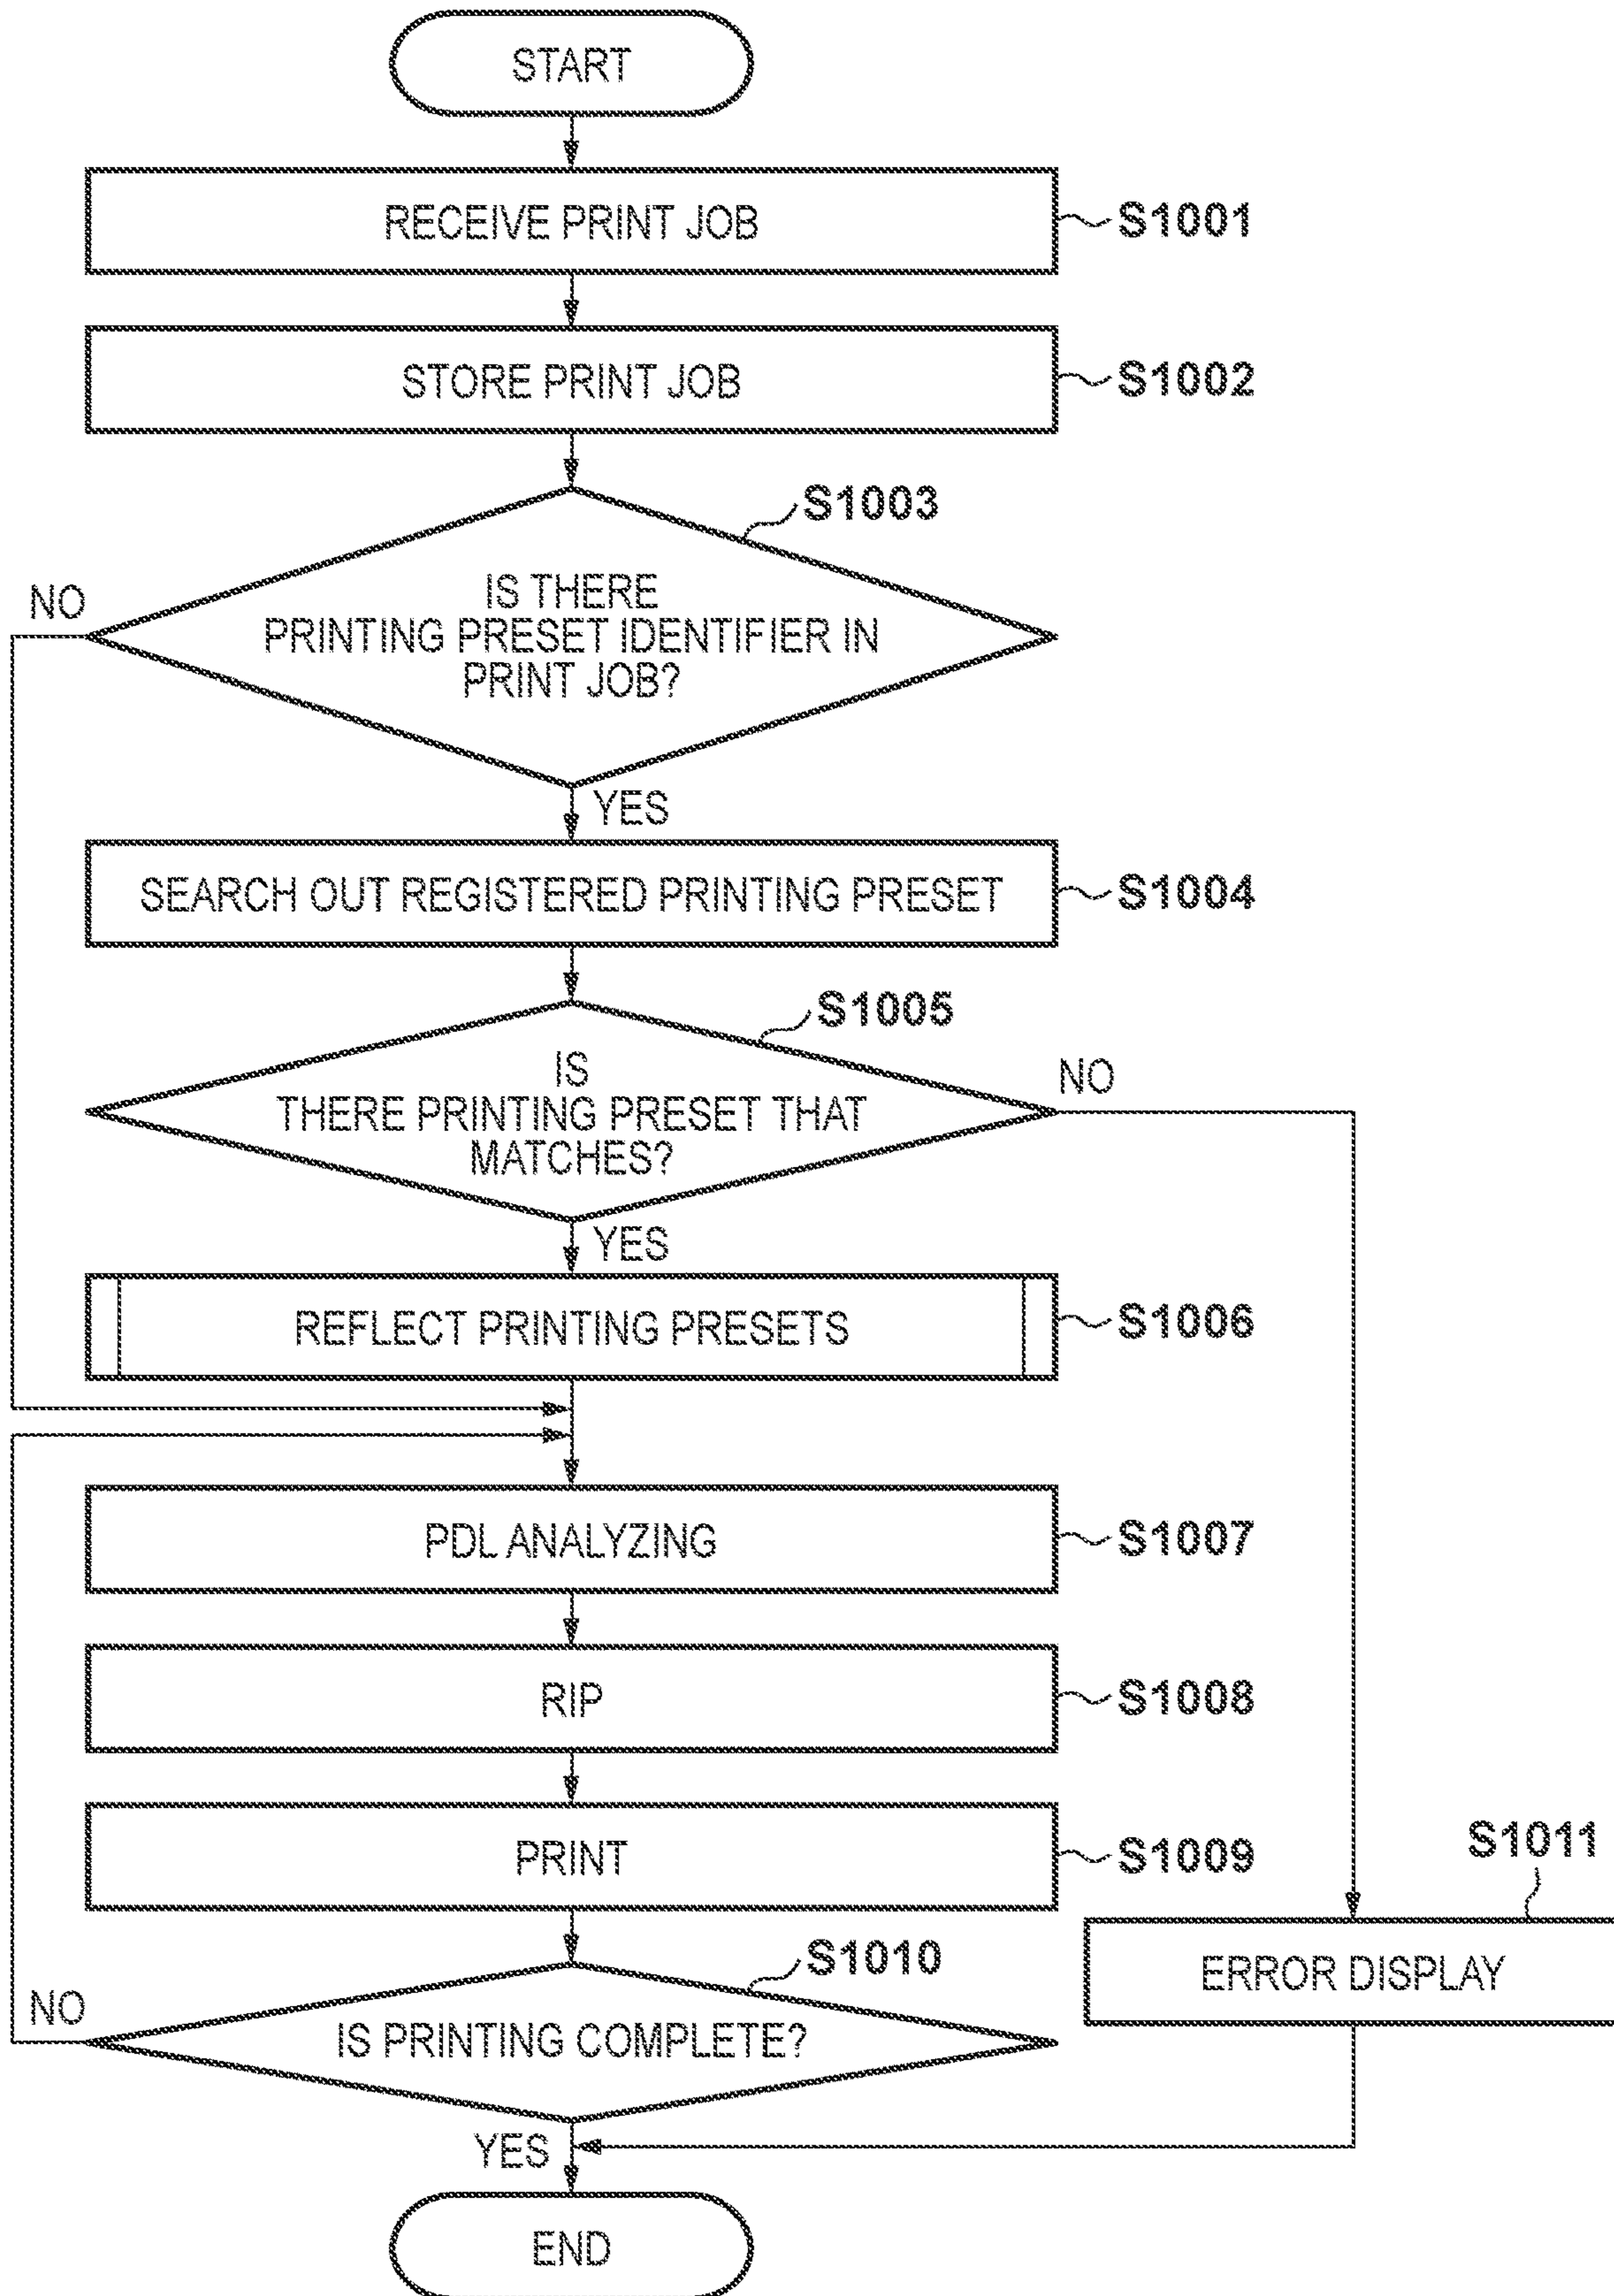 START
RECEIVE PRINT JOB
S1001
STORE PRINT JOB
S1002
S1003
NO
IS THERE
PRINTING PRESET IDENTIFIER IN
PRINT JOB?
YES
SEARCH OUT REGISTERED PRINTING PRESET
S1004
S1005
IS
THERE PRINTING PRESET THAT
MATCHES?
NO
YES
REFLECT PRINTING PRESETS
S1006
PDL ANALYZING
S1007
RIP
S1008
PRINT
S1009
S1011
ERROR DISPLAY
S1010
NO
IS PRINTING COMPLETE?
YES
END